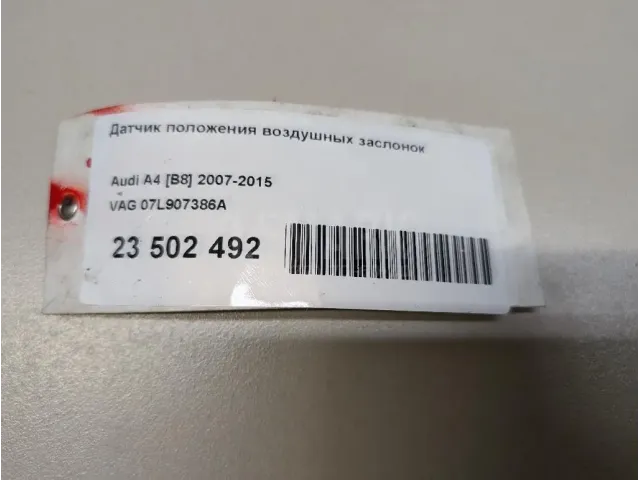 Датчик положения воздушных заслонок
Audi A4 [B8] 2007-2015
VAG 07L907386A
23 502 492